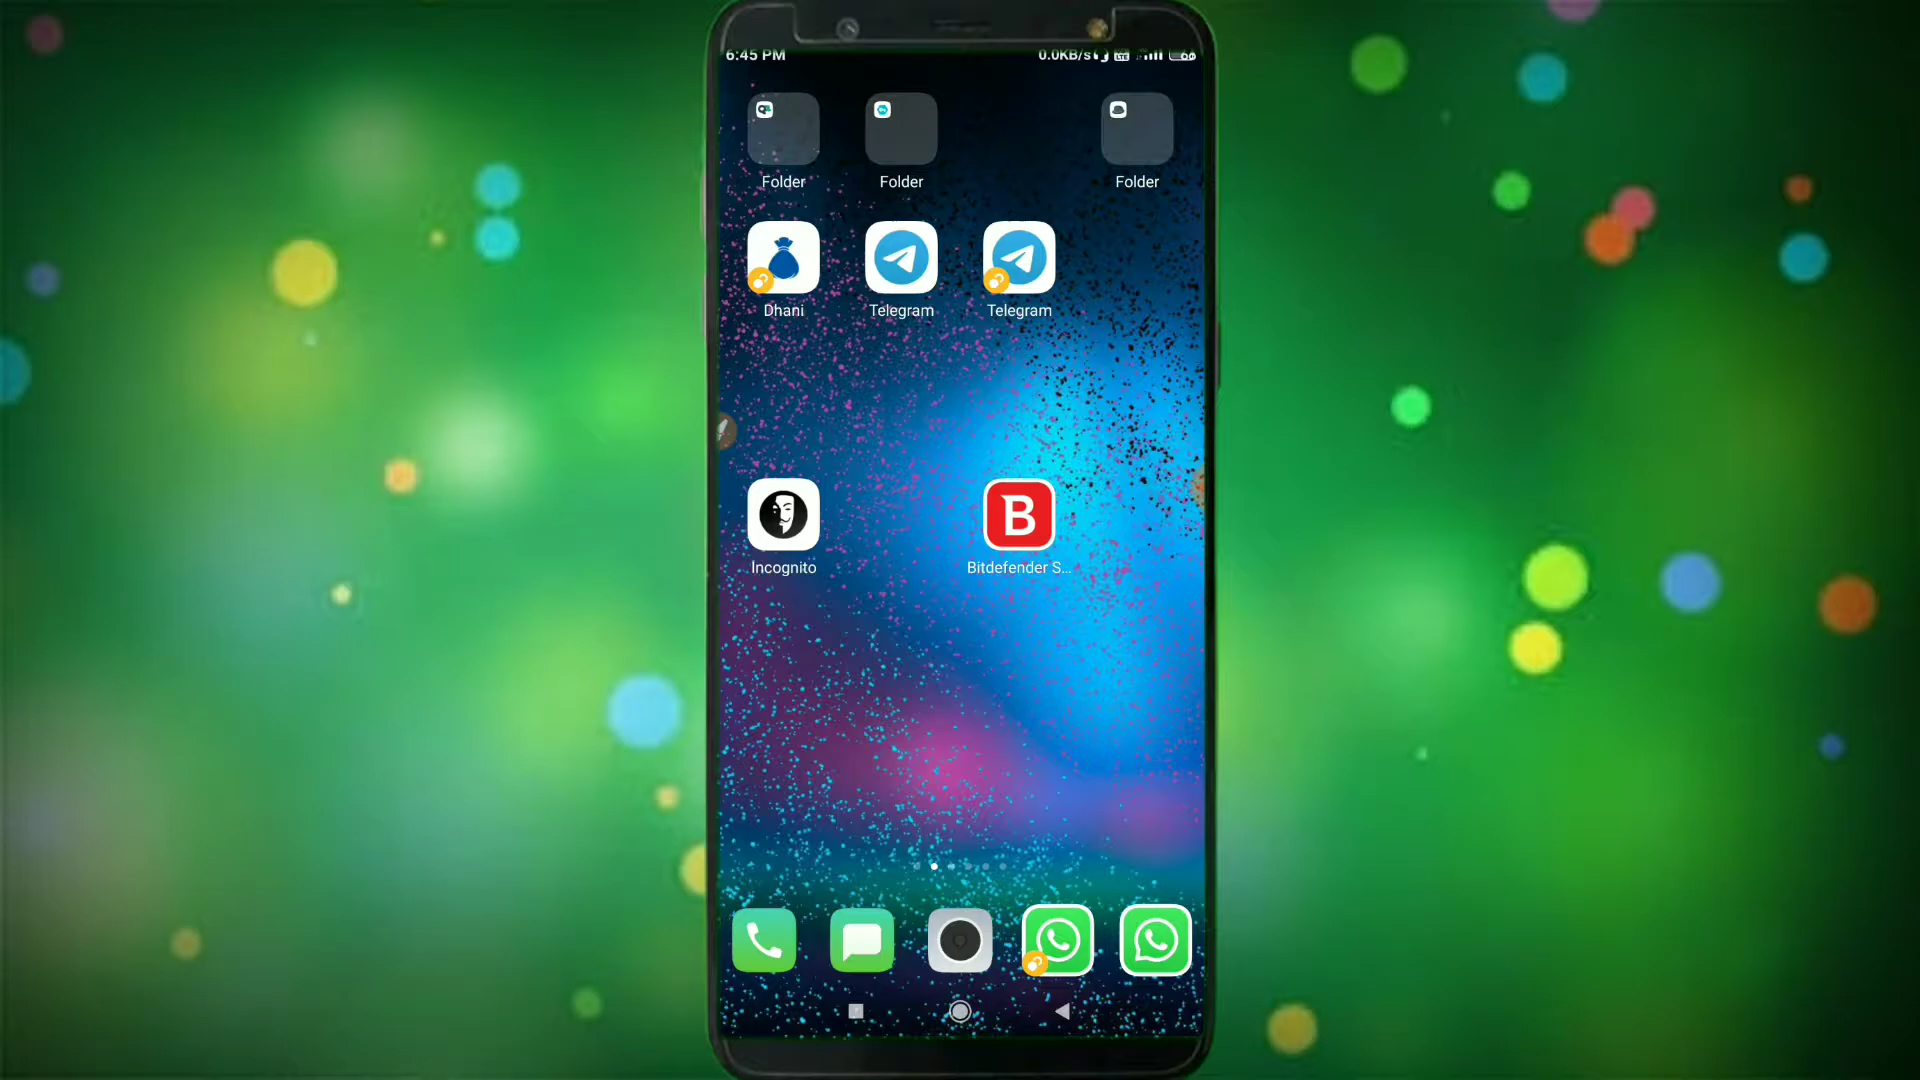 6:45 PM
0.0KB/s
Folder
Folder
Folder
Dhani
Telegram
Telegram
Incognito
B
Bitdefender S...